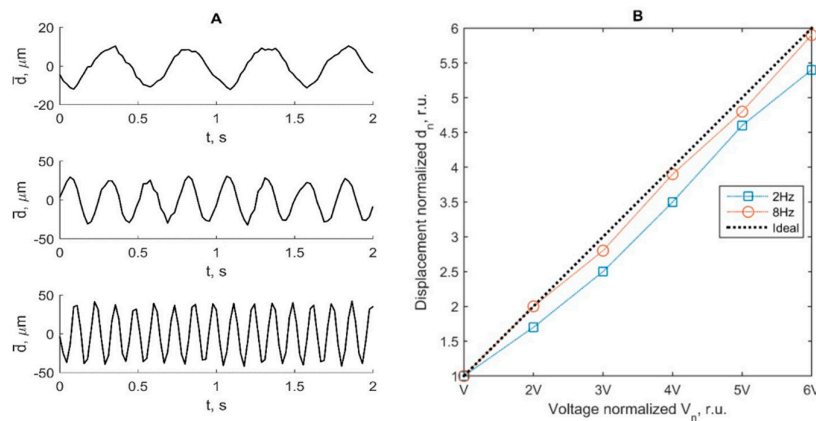 A
20
0
-20
d̄, μm
0
0.5
1
1.5
2
t, s
50
0
-50
d̄, μm
0
0.5
1
1.5
2
t, s
50
0
-50
d̄, μm
0
0.5
1
1.5
2
t, s
B
6
5.5
5
4.5
4
3.5
3
2.5
2
1.5
1
Displacement normalized dₙ, r.u.
2Hz
8Hz
Ideal
V
2V
3V
4V
5V
6V
Voltage normalized Vₙ, r.u.